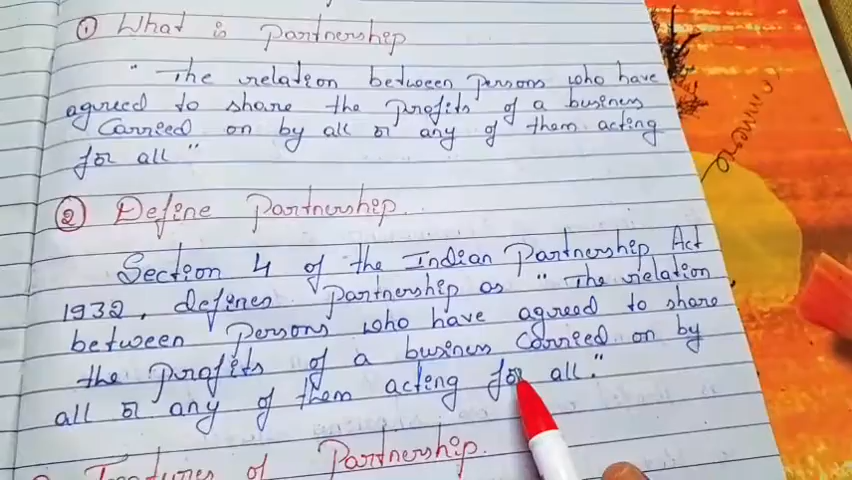 ① What is partnership
" The relation between persons who have
agreed to share the profits of a business
Carried on by all or any of them acting
for all "
② Define Partnership.
Section 4 of the Indian Partnership Act
1932, defines partnership as " The relation
between persons who have agreed to share
the profits of a business carried on by
all or any of them acting for all."
Features of Partnership.